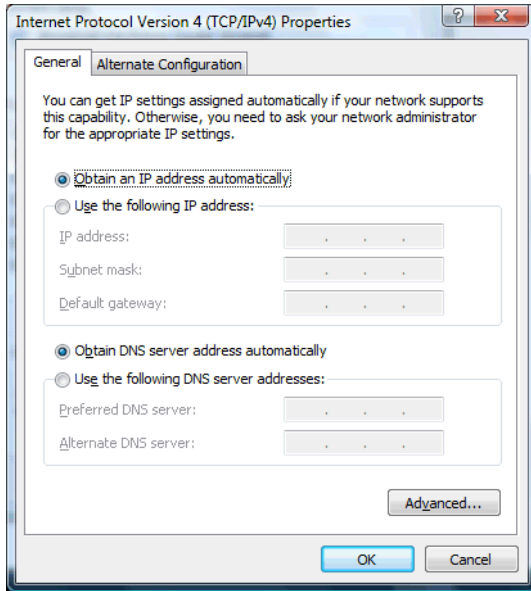 Internet Protocol Version 4 (TCP/IPv4) Properties
? X
General Alternate Configuration
You can get IP settings assigned automatically if your network supports
this capability. Otherwise, you need to ask your network administrator
for the appropriate IP settings.
Obtain an IP address automatically
Use the following IP address:
IP address: . . .
Subnet mask: . . .
Default gateway: . . .
Obtain DNS server address automatically
Use the following DNS server addresses:
Preferred DNS server: . . .
Alternate DNS server: . . .
Advanced...
OK Cancel